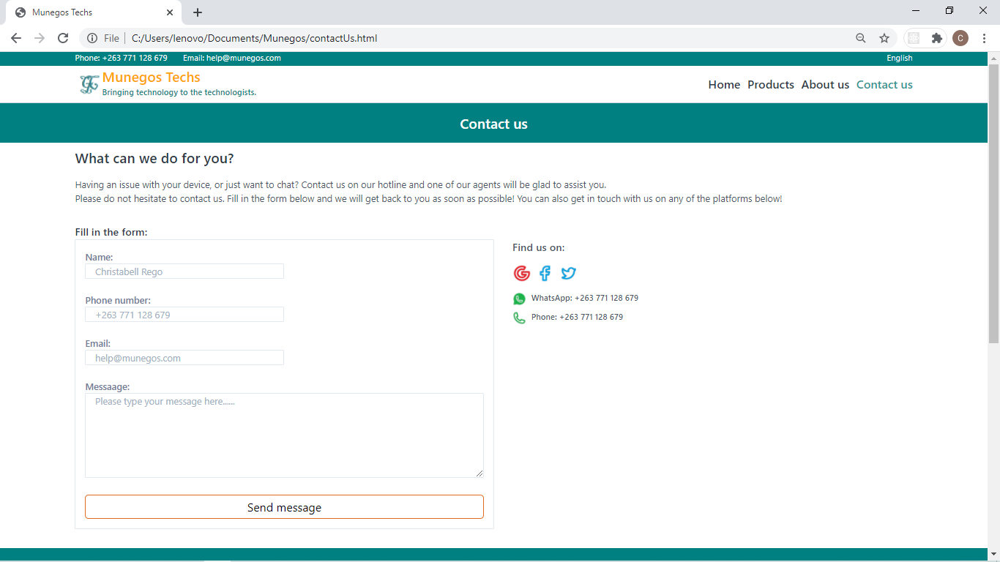 Munegos Techs
File C:/Users/lenovo/Documents/Munegos/contactUs.html
C
Phone: +263 771 128 679 Email: help@munegos.com English
Munegos Techs
Bringing technology to the technologists.
Home Products About us Contact us
Contact us
What can we do for you?
Having an issue with your device, or just want to chat? Contact us on our hotline and one of our agents will be glad to assist you.
Please do not hesitate to contact us. Fill in the form below and we will get back to you as soon as possible! You can also get in touch with us on any of the platforms below!
Fill in the form:
Name:
Christabell Rego
Phone number:
+263 771 128 679
Email:
help@munegos.com
Messaage:
Please type your message here......
Send message
Find us on:
WhatsApp: +263 771 128 679
Phone: +263 771 128 679